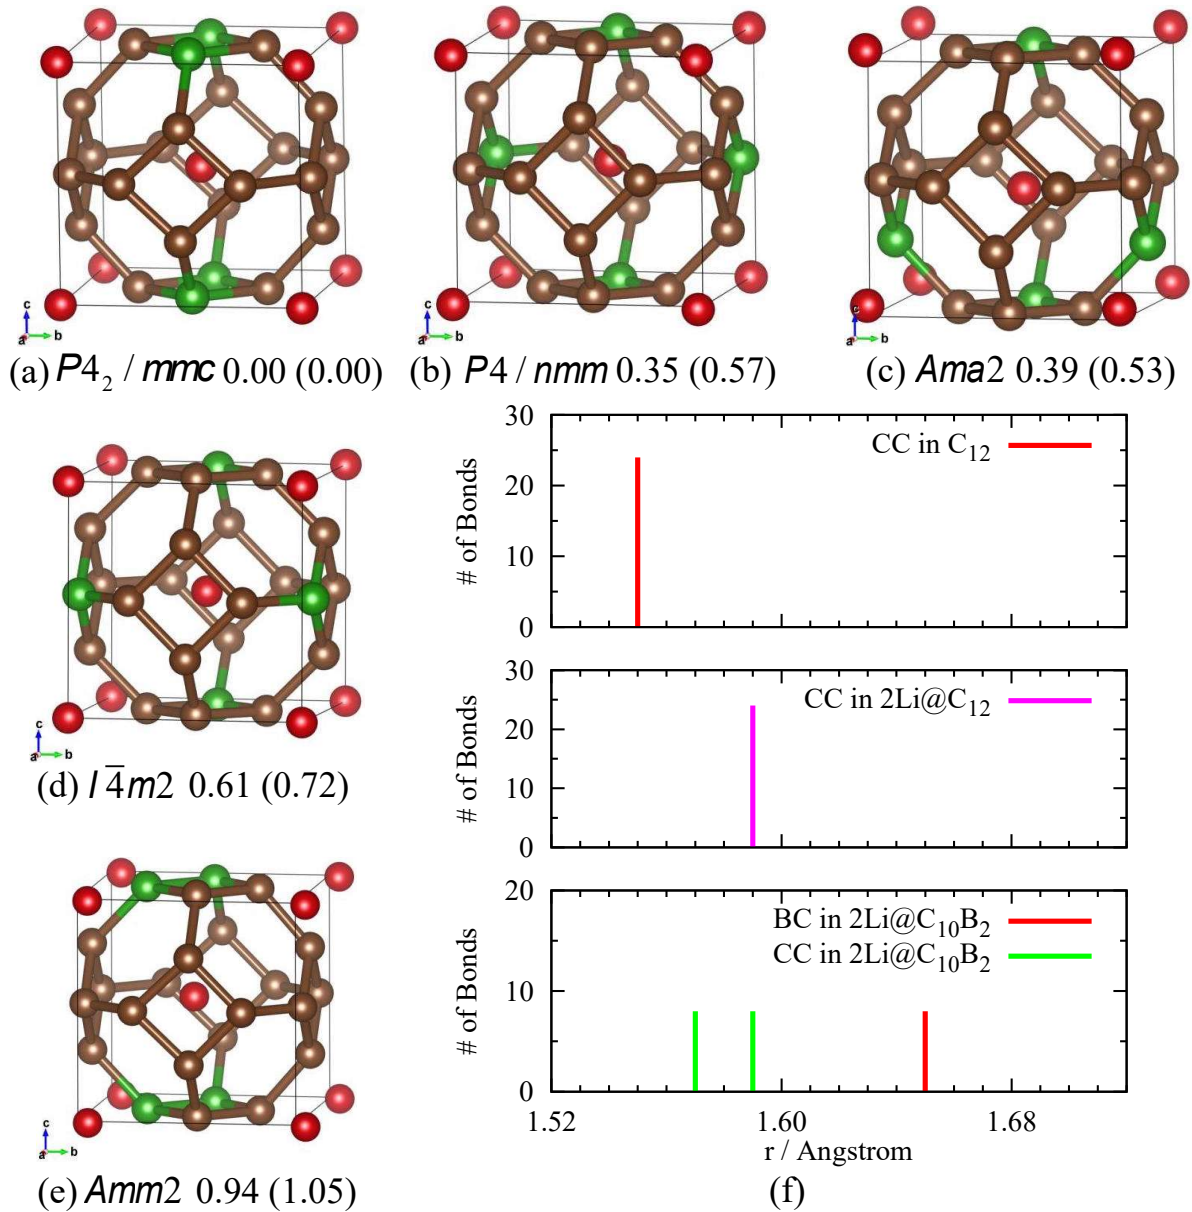 c
a b
(a) P4₂ / mmc 0.00 (0.00)
c
a b
(b) P4 / nmm 0.35 (0.57)
c
a b
(c) Ama2 0.39 (0.53)
c
a b
(d) I4̅m2 0.61 (0.72)
c
a b
(e) Amm2 0.94 (1.05)
30
20
10
0
# of Bonds
CC in C₁₂
30
20
10
0
# of Bonds
CC in 2Li@C₁₂
20
10
0
# of Bonds
BC in 2Li@C₁₀B₂
CC in 2Li@C₁₀B₂
1.52 1.60 1.68
r / Angstrom
(f)